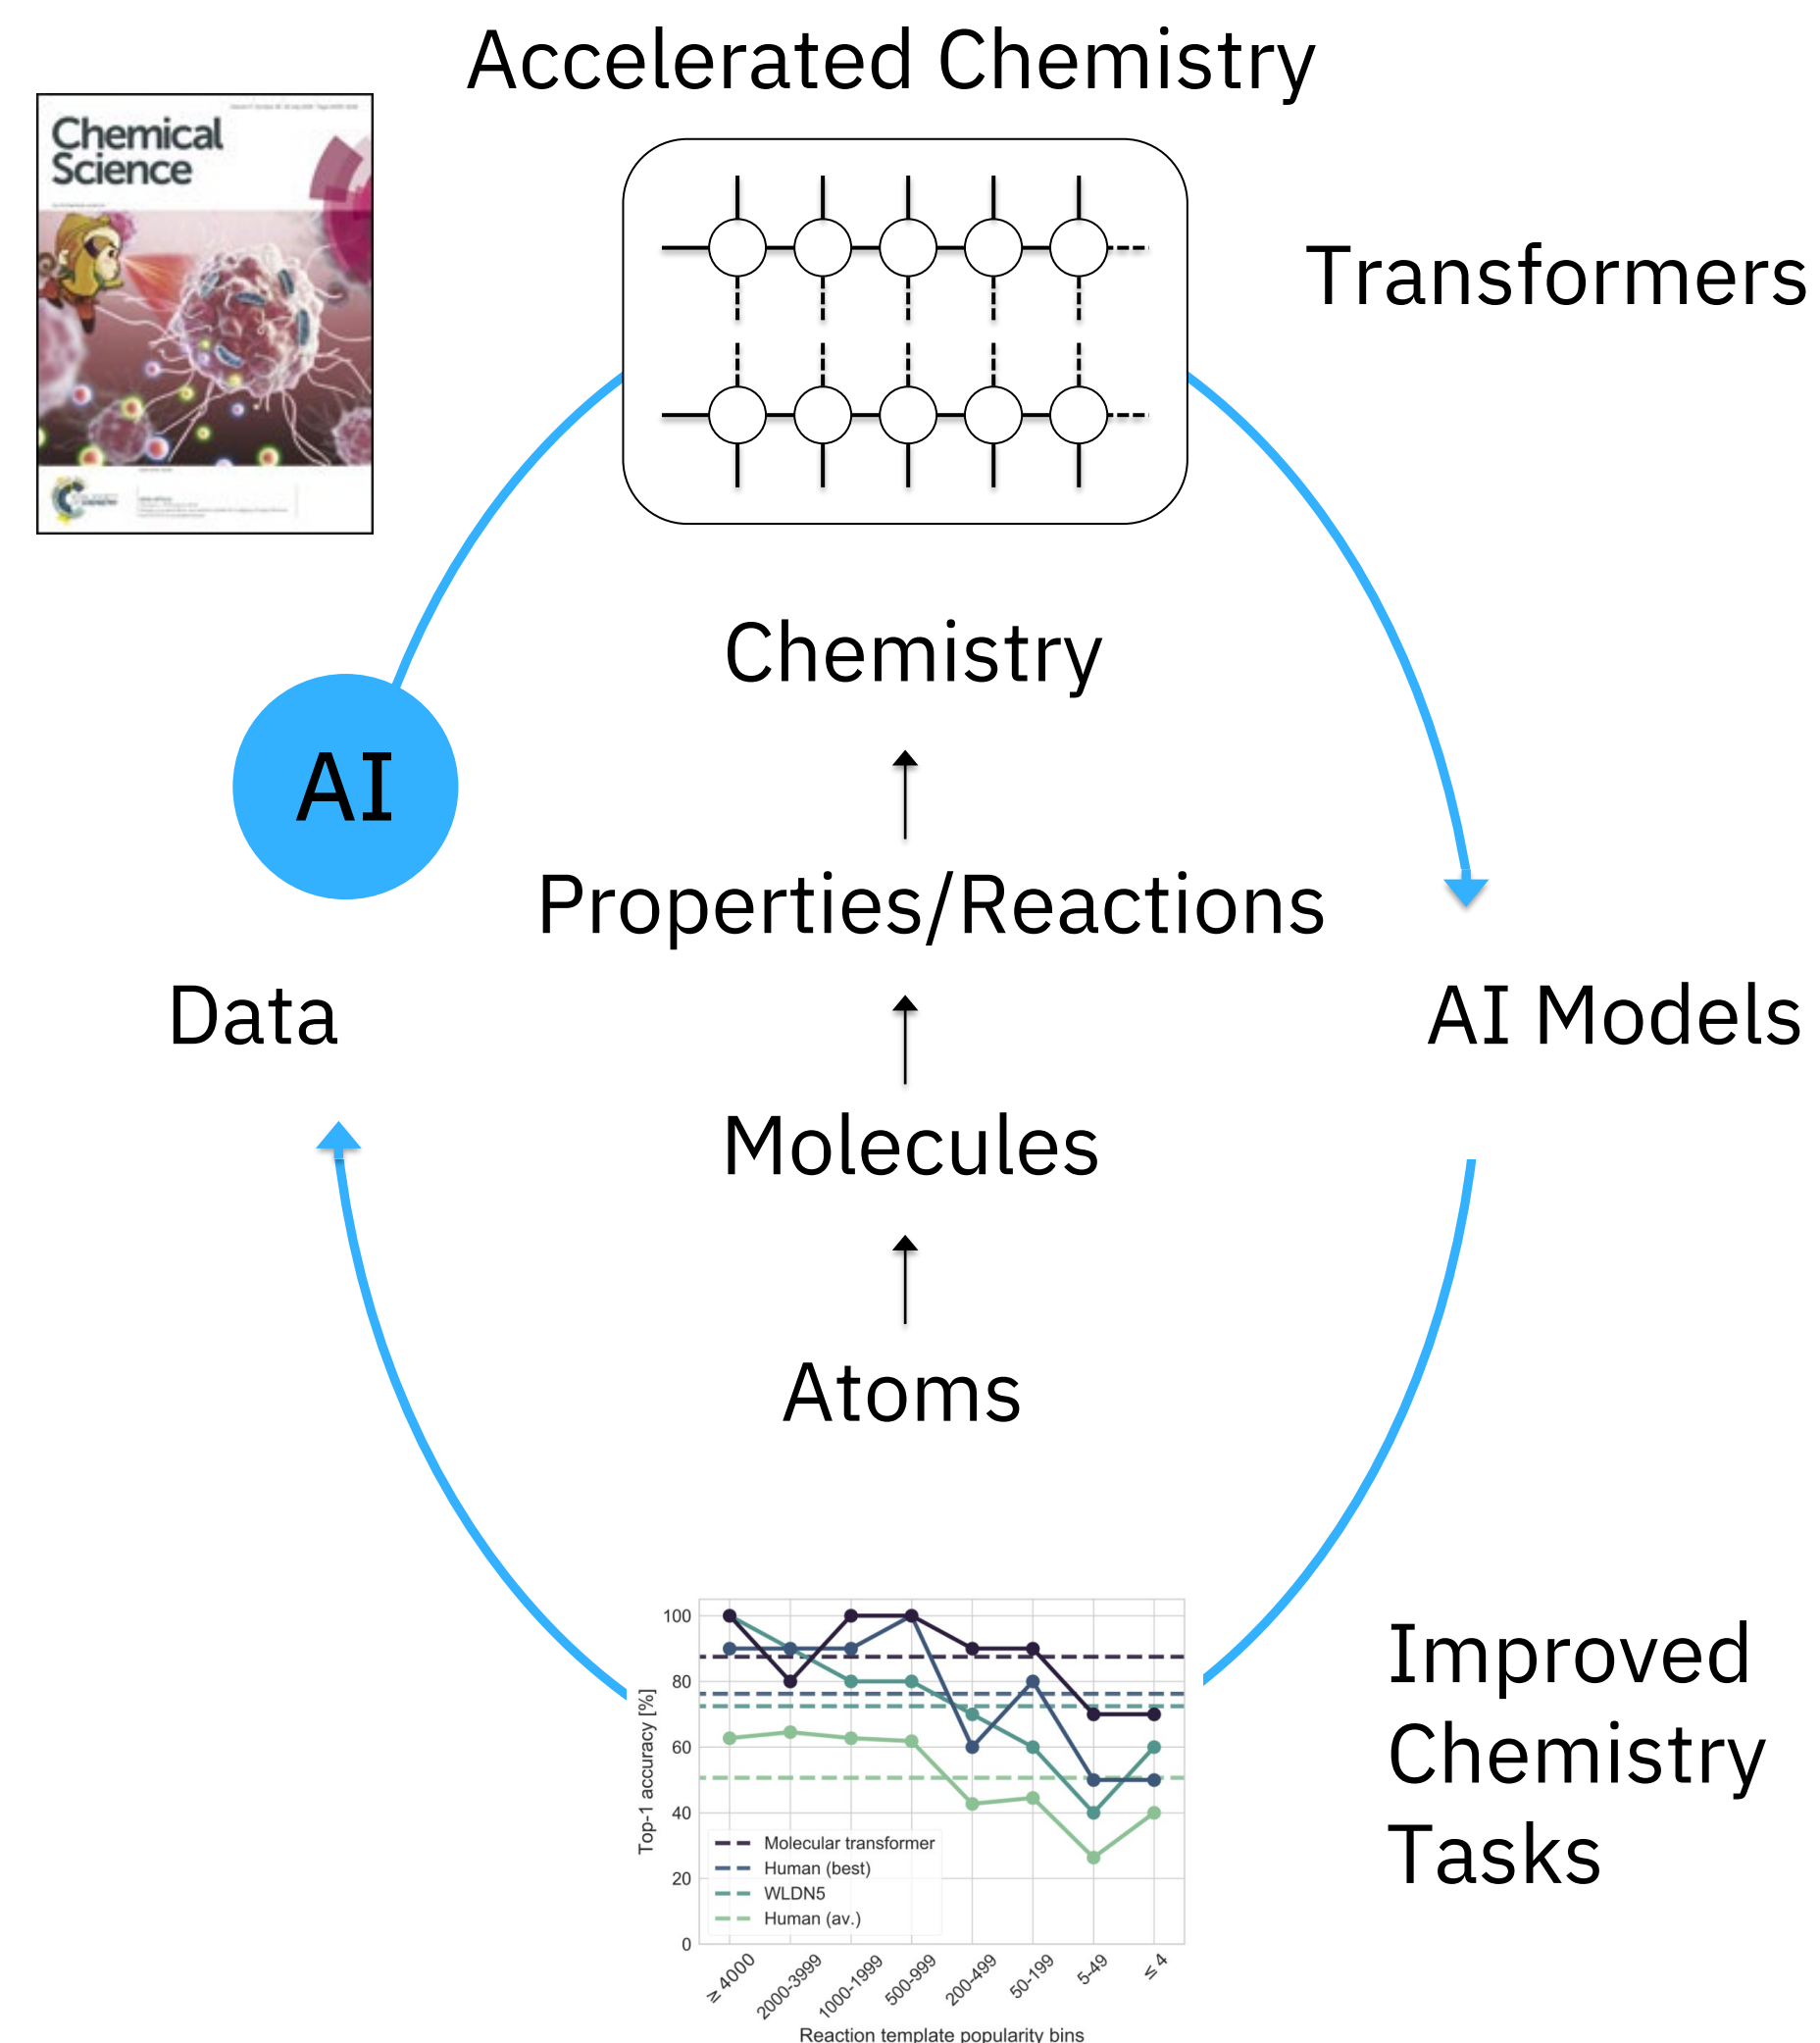 Accelerated Chemistry
Chemical
Science
Transformers
Chemistry
AI
Properties/Reactions
Data
AI Models
Molecules
Atoms
Improved
Chemistry
Tasks
100
80
60
40
20
0
Top-1 accuracy [%]
Molecular transformer
Human (best)
WLDN5
Human (av.)
≥ 4000
2000-3999
1000-1999
500-999
200-499
50-199
5-49
≤ 4
Reaction template popularity bins